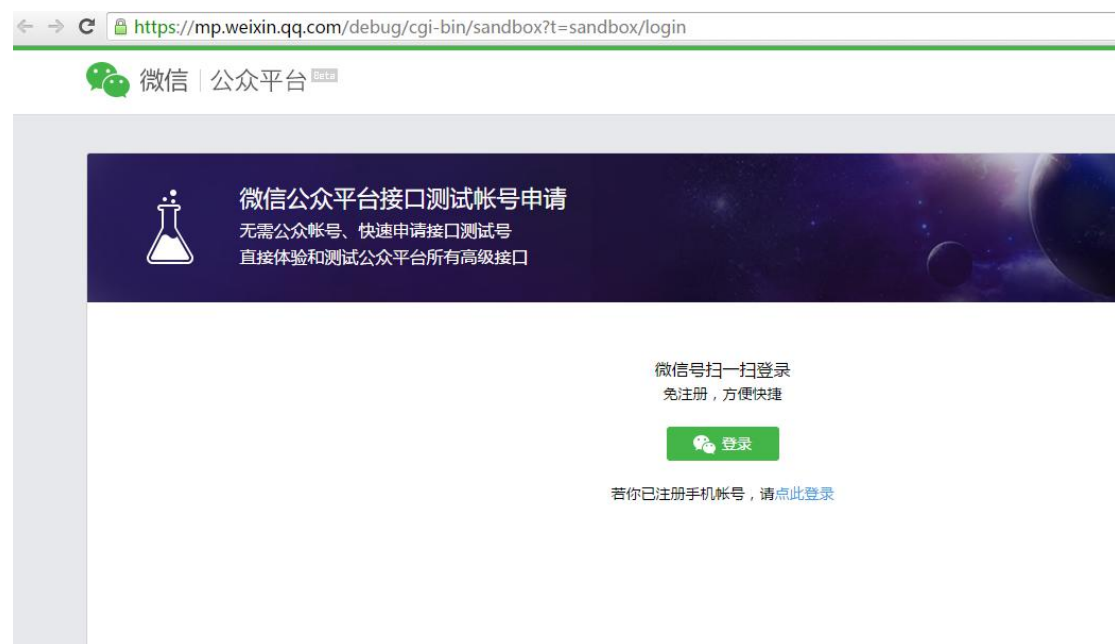 https://mp.weixin.qq.com/debug/cgi-bin/sandbox?t=sandbox/login
微信 | 公众平台 Beta
微信公众平台接口测试帐号申请
无需公众帐号、快速申请接口测试号
直接体验和测试公众平台所有高级接口
微信号扫一扫登录
免注册，方便快捷
登录
若你已注册手机帐号，请点此登录